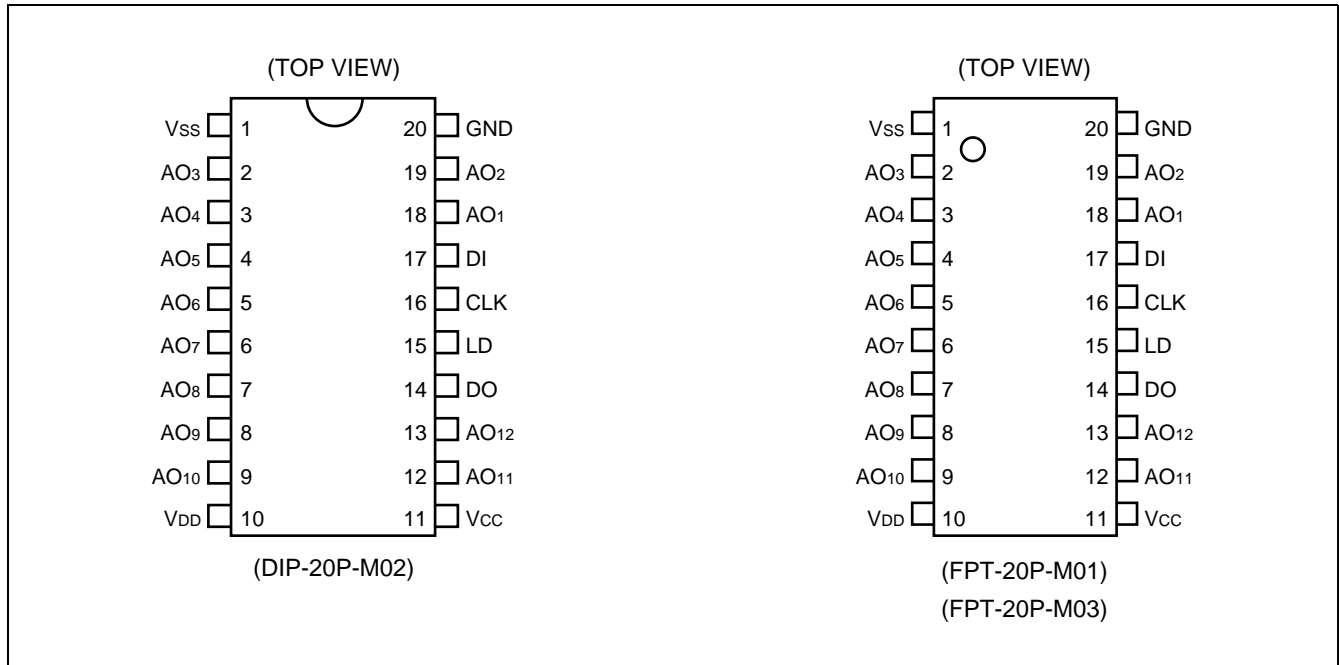 (TOP VIEW)
VSS 1 20 GND
AO3 2 19 AO2
AO4 3 18 AO1
AO5 4 17 DI
AO6 5 16 CLK
AO7 6 15 LD
AO8 7 14 DO
AO9 8 13 AO12
AO10 9 12 AO11
VDD 10 11 VCC
(DIP-20P-M02)
(TOP VIEW)
VSS 1 20 GND
AO3 2 19 AO2
AO4 3 18 AO1
AO5 4 17 DI
AO6 5 16 CLK
AO7 6 15 LD
AO8 7 14 DO
AO9 8 13 AO12
AO10 9 12 AO11
VDD 10 11 VCC
(FPT-20P-M01)
(FPT-20P-M03)